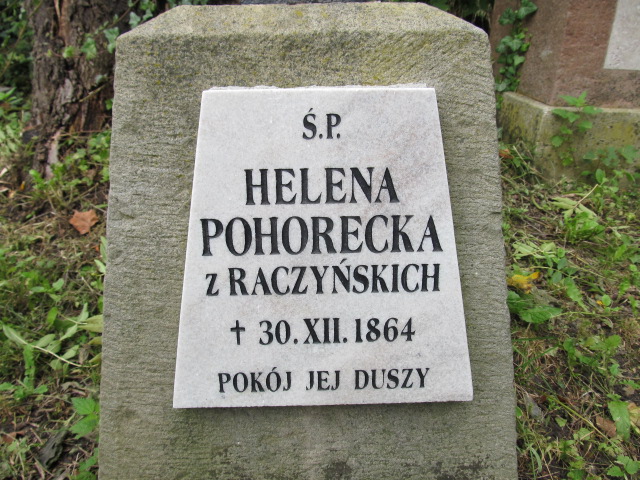 Ś.P.
HELENA
POHORECKA
z RACZYŃSKICH
✝ 30.XII.1864
POKÓJ JEJ DUSZY